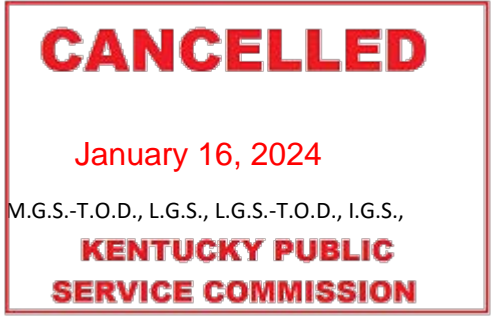 CANCELLED
January 16, 2024
M.G.S.-T.O.D., L.G.S., L.G.S.-T.O.D., I.G.S.,
KENTUCKY PUBLIC
SERVICE COMMISSION